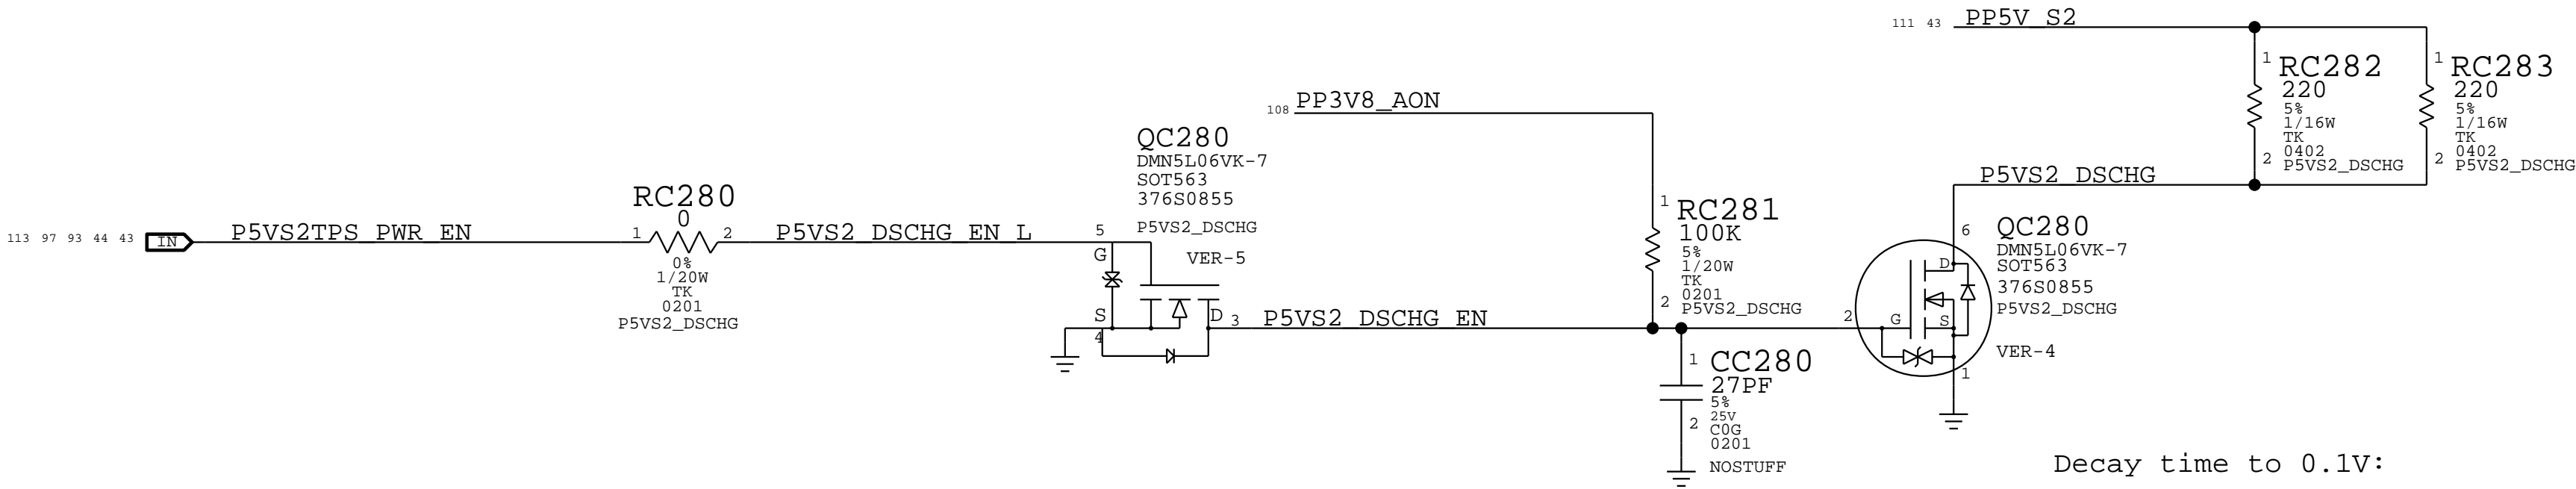 113 97 93 44 43 IN P5VS2TPS_PWR_EN
RC280
0
1 2
0%
1/20W
TK
0201
P5VS2_DSCHG
P5VS2_DSCHG_EN_L
QC280
DMN5L06VK-7
SOT563
376S0855
P5VS2_DSCHG
VER-5
5
G
S
4
D 3
P5VS2_DSCHG_EN
108 PP3V8_AON
1
RC281
100K
5%
1/20W
TK
0201
2
P5VS2_DSCHG
1
CC280
27PF
5%
25V
C0G
0201
2
NOSTUFF
111 43 PP5V_S2
1
RC282
220
5%
1/16W
TK
0402
2
P5VS2_DSCHG
1
RC283
220
5%
1/16W
TK
0402
2
P5VS2_DSCHG
P5VS2_DSCHG
6
QC280
DMN5L06VK-7
SOT563
376S0855
P5VS2_DSCHG
VER-4
D
2
G
S
1
Decay time to 0.1V: